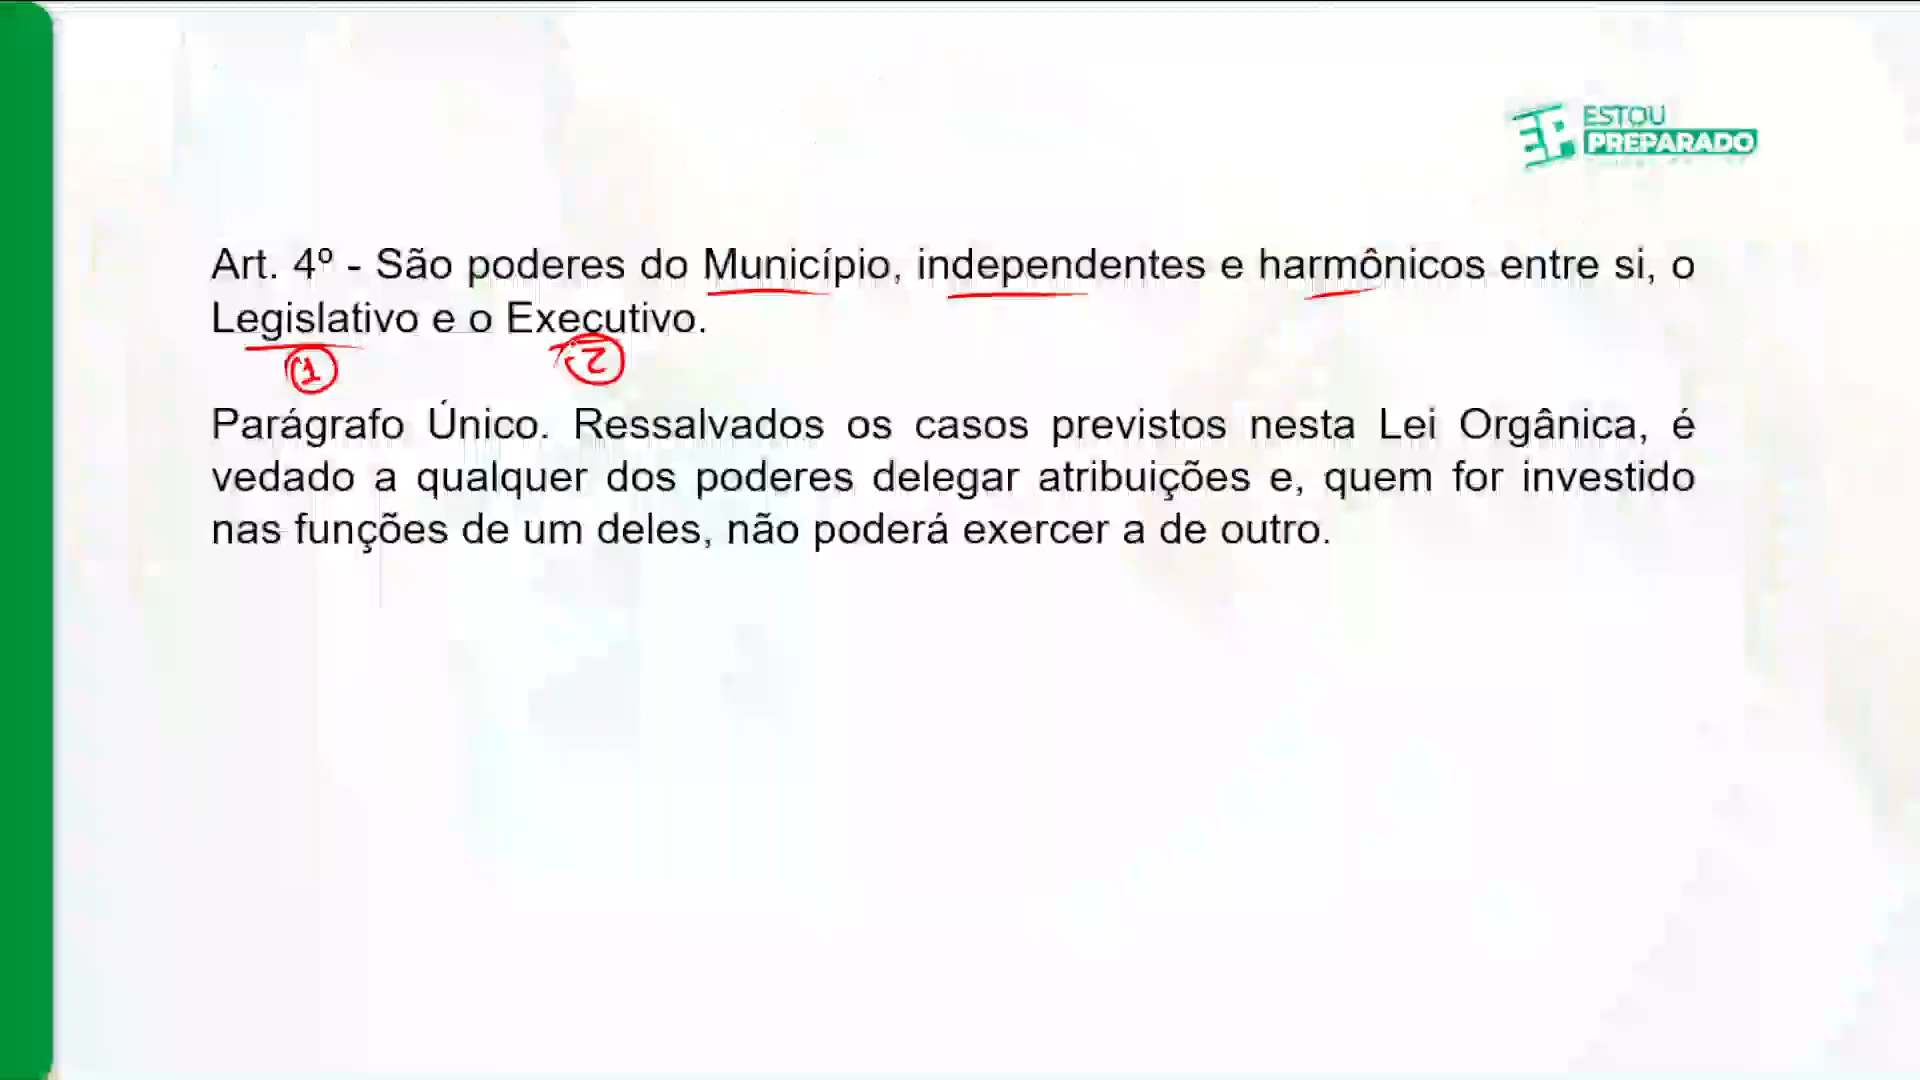 ESTOU
PREPARADO
Art. 4º - São poderes do Município, independentes e harmônicos entre si, o
Legislativo e o Executivo.
1 2
Parágrafo Único. Ressalvados os casos previstos nesta Lei Orgânica, é
vedado a qualquer dos poderes delegar atribuições e, quem for investido
nas funções de um deles, não poderá exercer a de outro.